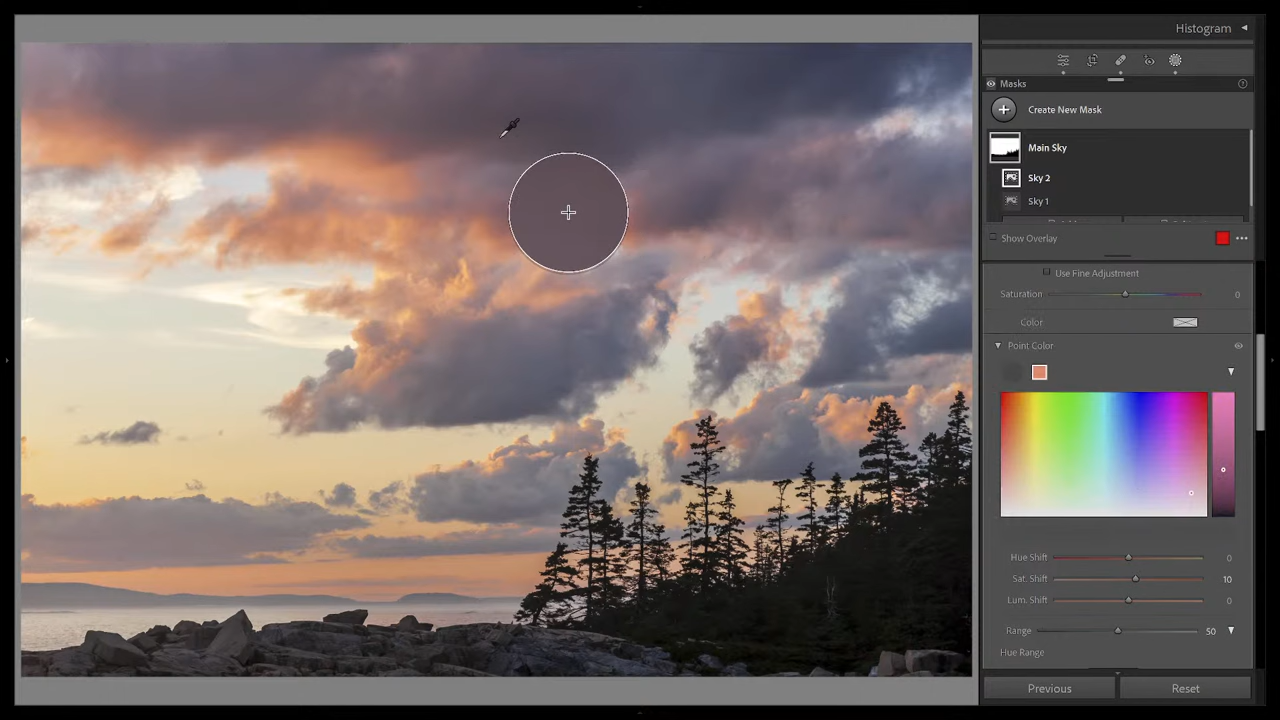 Histogram
Masks
Create New Mask
Main Sky
Sky 2
Sky 1
Show Overlay
Use Fine Adjustment
Saturation 0
Color
Point Color
Hue Shift 0
Sat. Shift 10
Lum. Shift 0
Range 50
Hue Range
Previous Reset